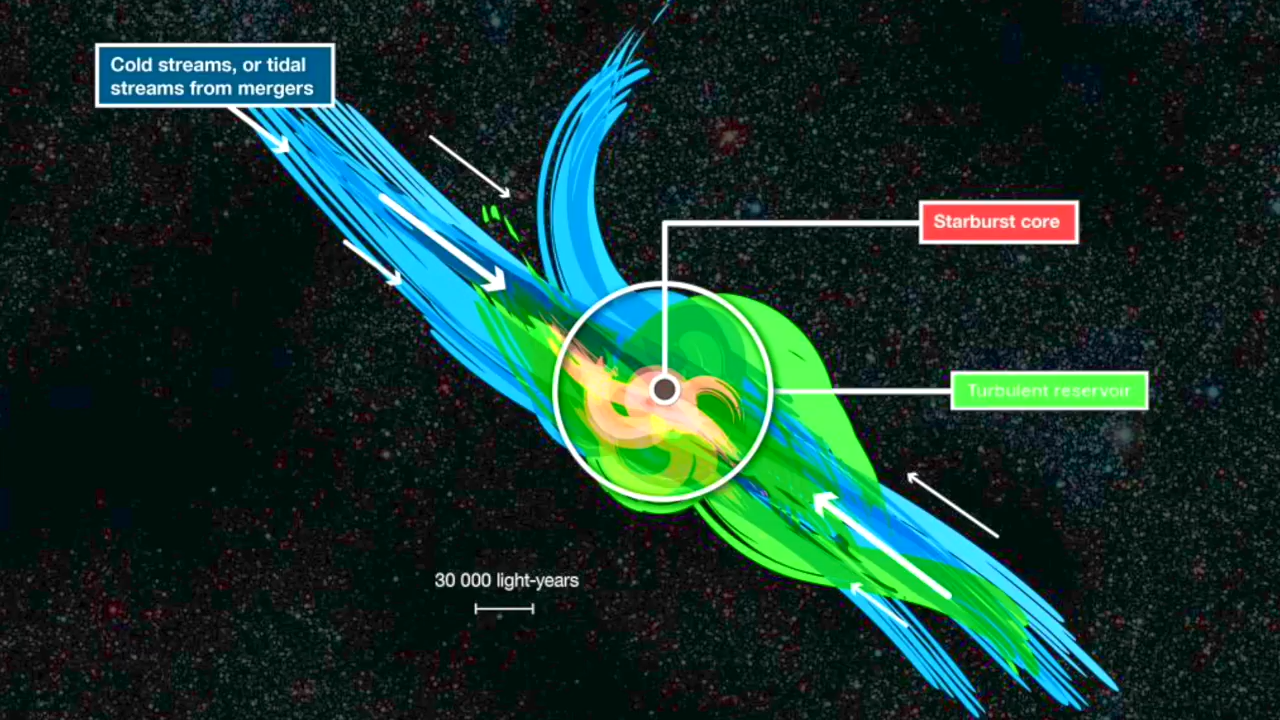 Cold streams, or tidal
streams from mergers
Starburst core
Turbulent reservoir
30 000 light-years